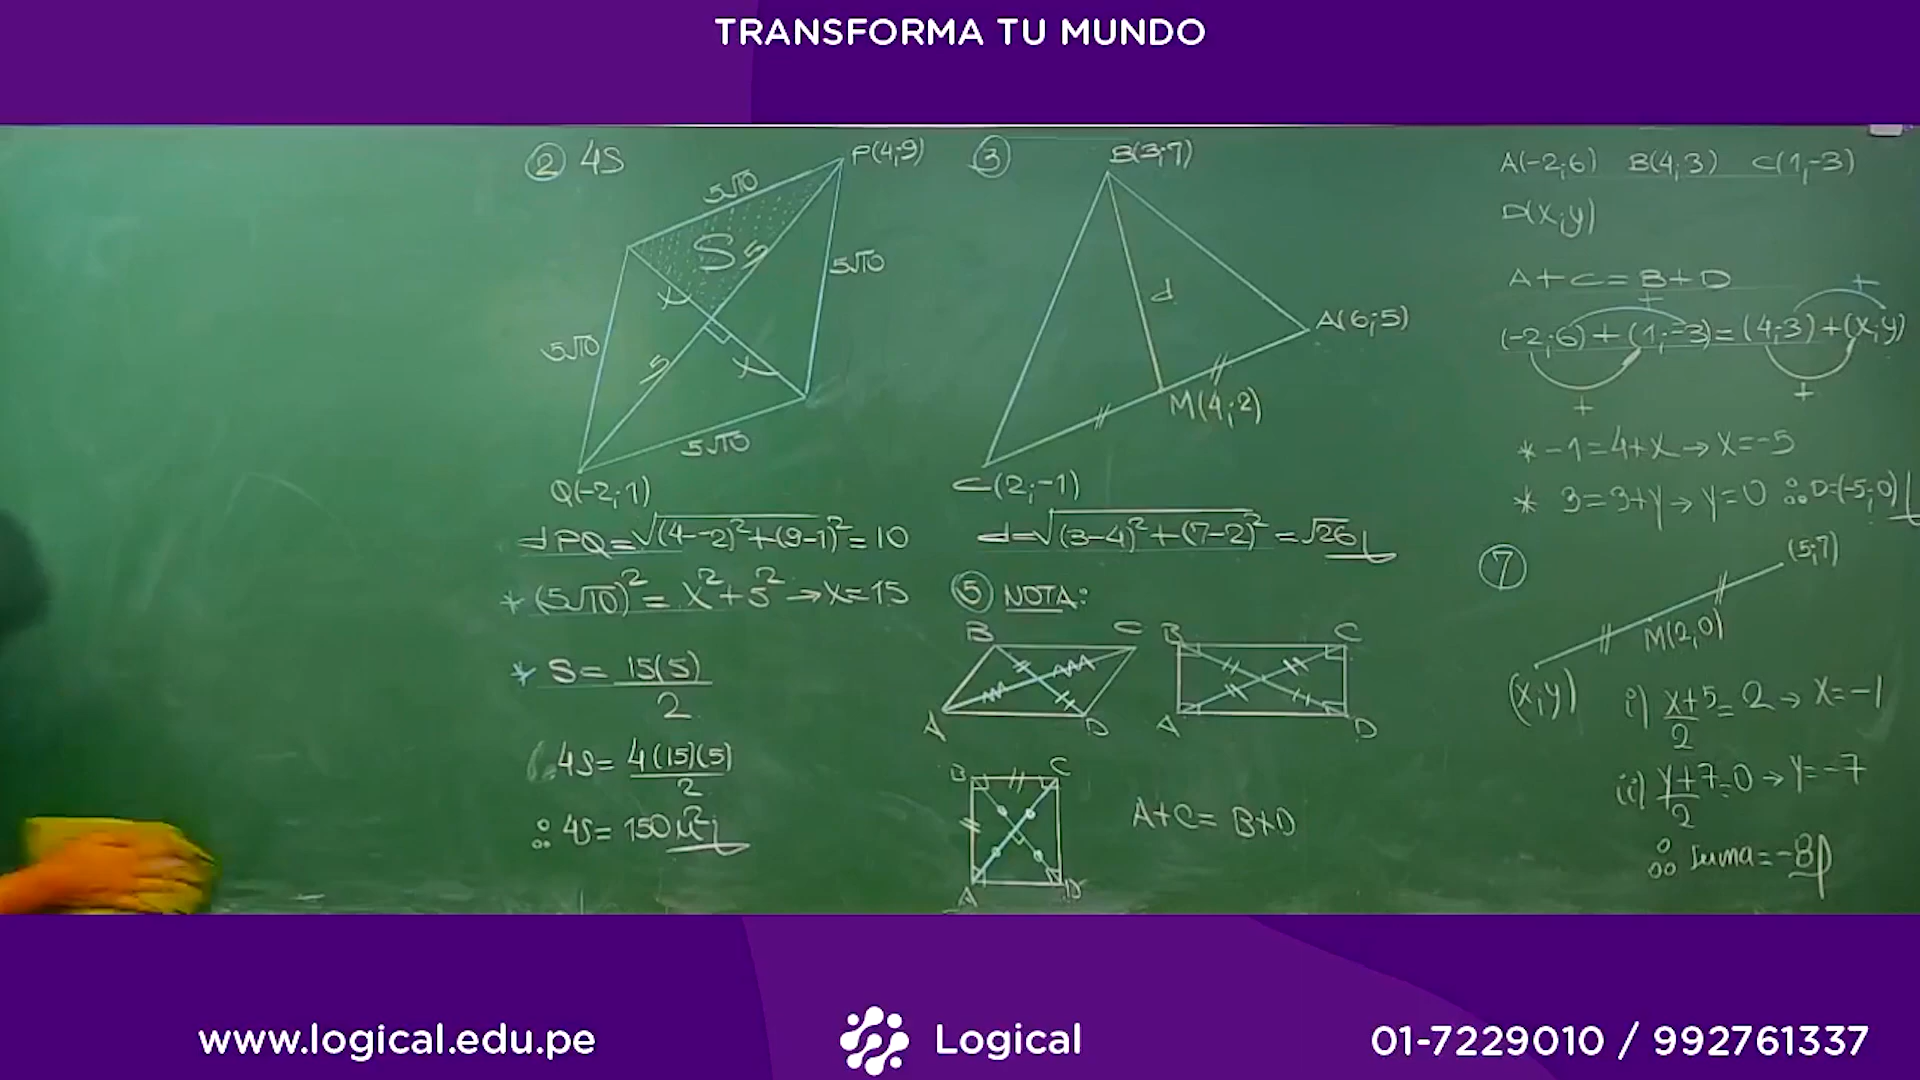 TRANSFORMA TU MUNDO
② 4S
P(4;9)
5√10
S
5
5√10
x
5√10
5
x
5√10
Q(-2;1)
dPQ=√(4--2)²+(9-1)²=10
* (5√10)² = x²+5² → x=15
* S= 15(5)/2
4S= 4(15)(5)/2
∴ 4S= 150u²
③
B(3;7)
d
A(6;5)
M(4;2)
C(2;-1)
d=√(3-4)²+(7-2)² =√26
⑤ NOTA:
B C
A D
B C
A D
B C
A D
A+C= B+D
A(-2;6) B(4;3) C(1;-3)
D(x;y)
A+C=B+D
+ +
(-2;6)+(1;-3)=(4;3)+(x;y)
+ +
* -1=4+x → x=-5
* 3=3+y → y=0 ∴ D=(-5;0)
⑦
(5;7)
M(2,0)
(x;y)
i) x+5/2=2 → x=-1
ii) y+7/2=0 → y=-7
∴ Suma=-8
www.logical.edu.pe
Logical
01-7229010 / 992761337